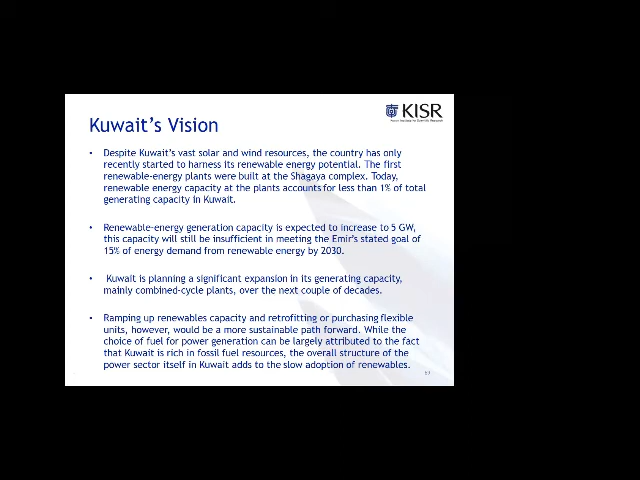 KISR
Kuwait Institute for Scientific Research
Kuwait's Vision
• Despite Kuwait's vast solar and wind resources, the country has only
recently started to harness its renewable energy potential. The first
renewable-energy plants were built at the Shagaya complex. Today,
renewable energy capacity at the plants accounts for less than 1% of total
generating capacity in Kuwait.
• Renewable-energy generation capacity is expected to increase to 5 GW,
this capacity will still be insufficient in meeting the Emir's stated goal of
15% of energy demand from renewable energy by 2030.
• Kuwait is planning a significant expansion in its generating capacity,
mainly combined-cycle plants, over the next couple of decades.
• Ramping up renewables capacity and retrofitting or purchasing flexible
units, however, would be a more sustainable path forward. While the
choice of fuel for power generation can be largely attributed to the fact
that Kuwait is rich in fossil fuel resources, the overall structure of the
power sector itself in Kuwait adds to the slow adoption of renewables.